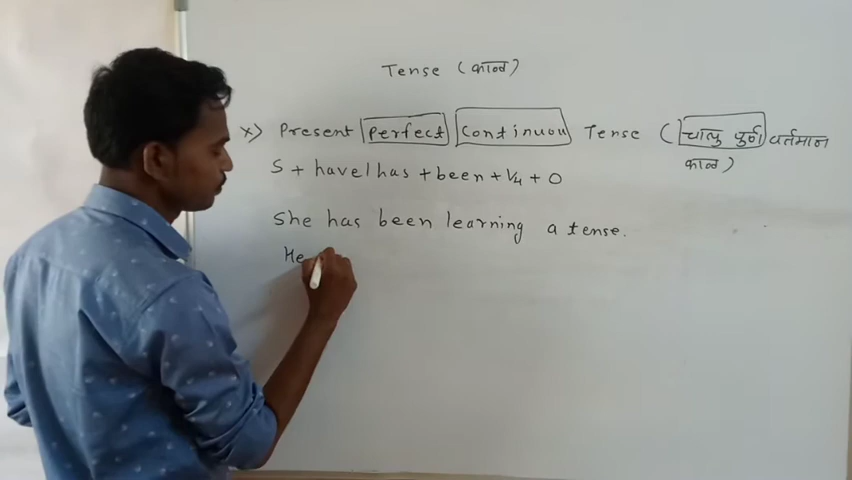 Tense (काल)
x) Present Perfect Continuou Tense (चालु पुर्ण वर्तमान
काल)
S + have/has + been + V4 + O
She has been learning a tense.
He